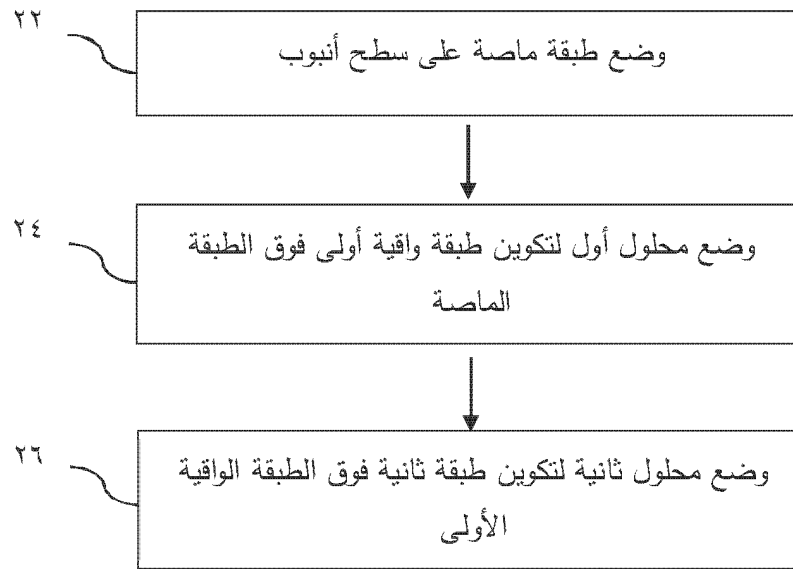 ٢٢
وضع طبقة ماصة على سطح أنبوب
٢٤
وضع محلول أول لتكوين طبقة واقية أولى فوق الطبقة
الماصة
٢٦
وضع محلول ثانية لتكوين طبقة ثانية فوق الطبقة الواقية
الأولى